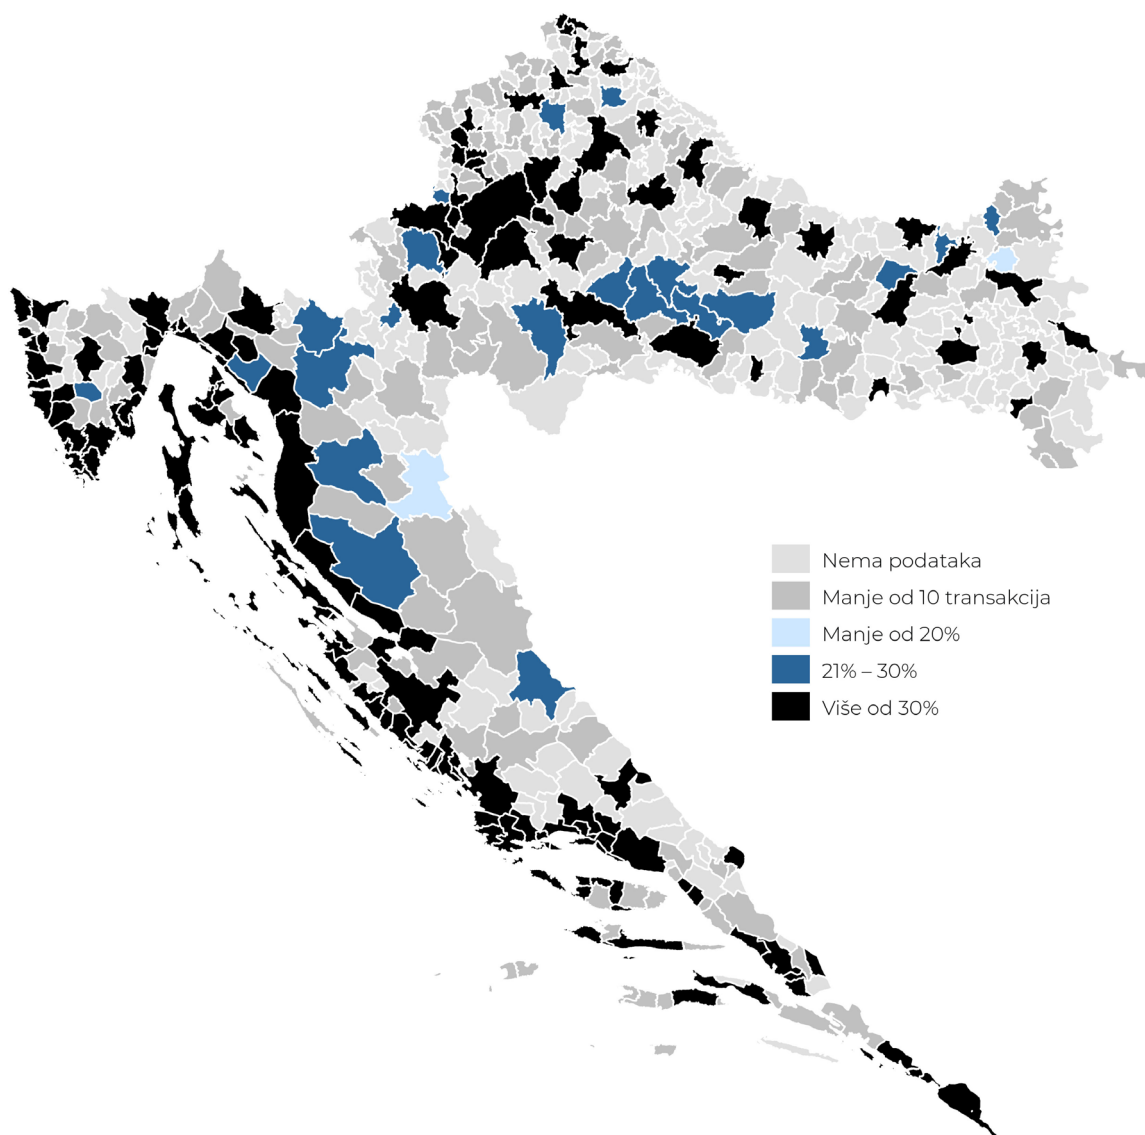 Nema podataka
Manje od 10 transakcija
Manje od 20%
21% – 30%
Više od 30%